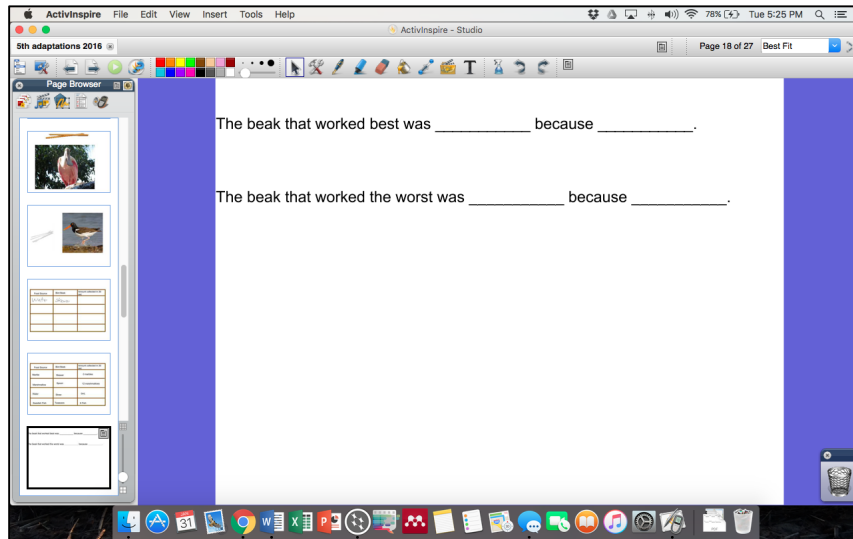 ActivInspire File Edit View Insert Tools Help 78% Tue 5:25 PM
ActivInspire - Studio
5th adaptations 2016 Page 18 of 27 Best Fit
Page Browser
The beak that worked best was ___________ because ___________.
The beak that worked the worst was ___________ because ___________.
JAN
31